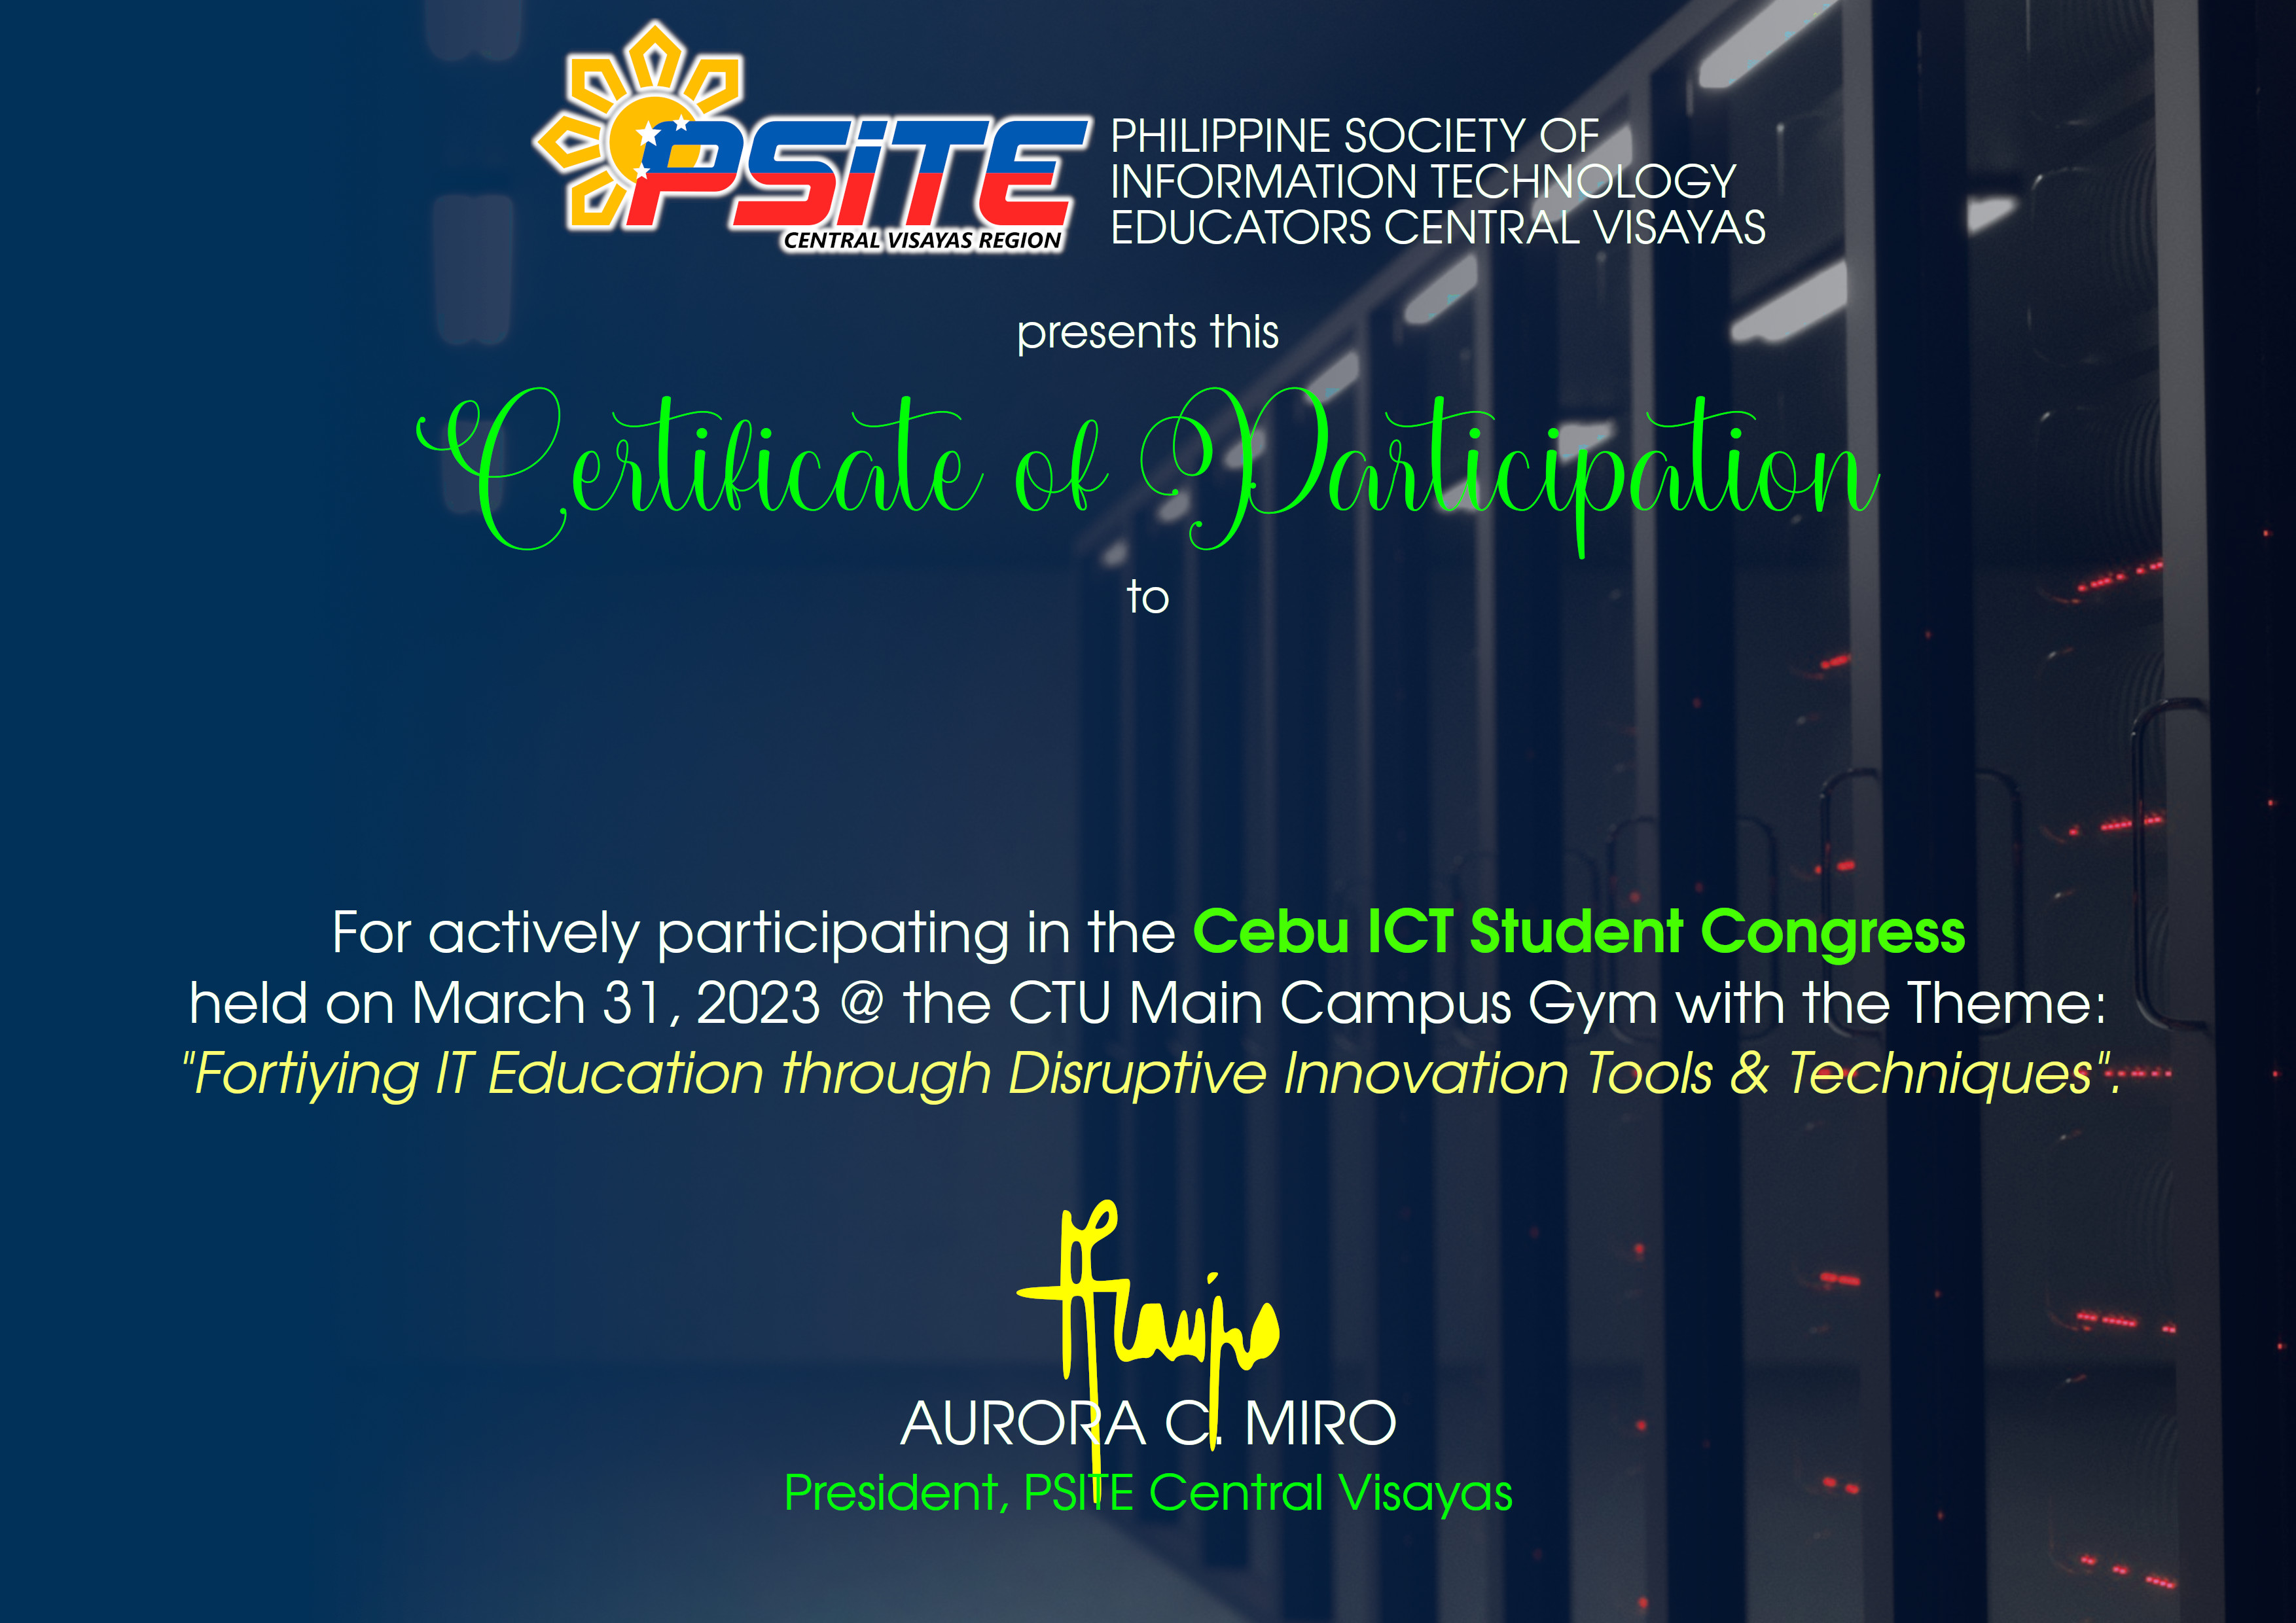 PSiTE
CENTRAL VISAYAS REGION
PHILIPPINE SOCIETY OF
INFORMATION TECHNOLOGY
EDUCATORS CENTRAL VISAYAS
presents this
Certificate of Participation
to
For actively participating in the Cebu ICT Student Congress
held on March 31, 2023 @ the CTU Main Campus Gym with the Theme:
"Fortiying IT Education through Disruptive Innovation Tools & Techniques".
AURORA C. MIRO
President, PSITE Central Visayas